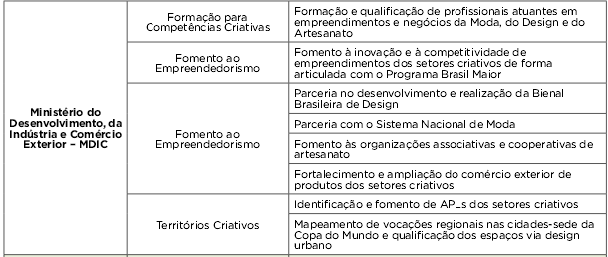 Formação para
Competências Criativas
Formação e qualificação de profissionais atuantes em
empreendimentos e negócios da Moda, do Design e do
Artesanato
Ministério do
Desenvolvimento, da
Indústria e Comércio
Exterior – MDIC
Fomento ao
Empreendedorismo
Fomento à inovação e à competitividade de
empreendimentos dos setores criativos de forma
articulada com o Programa Brasil Maior
Fomento ao
Empreendedorismo
Parceria no desenvolvimento e realização da Bienal
Brasileira de Design
Parceria com o Sistema Nacional de Moda
Fomento às organizações associativas e cooperativas de
artesanato
Fortalecimento e ampliação do comércio exterior de
produtos dos setores criativos
Territórios Criativos
Identificação e fomento de APLs dos setores criativos
Mapeamento de vocações regionais nas cidades-sede da
Copa do Mundo e qualificação dos espaços via design
urbano